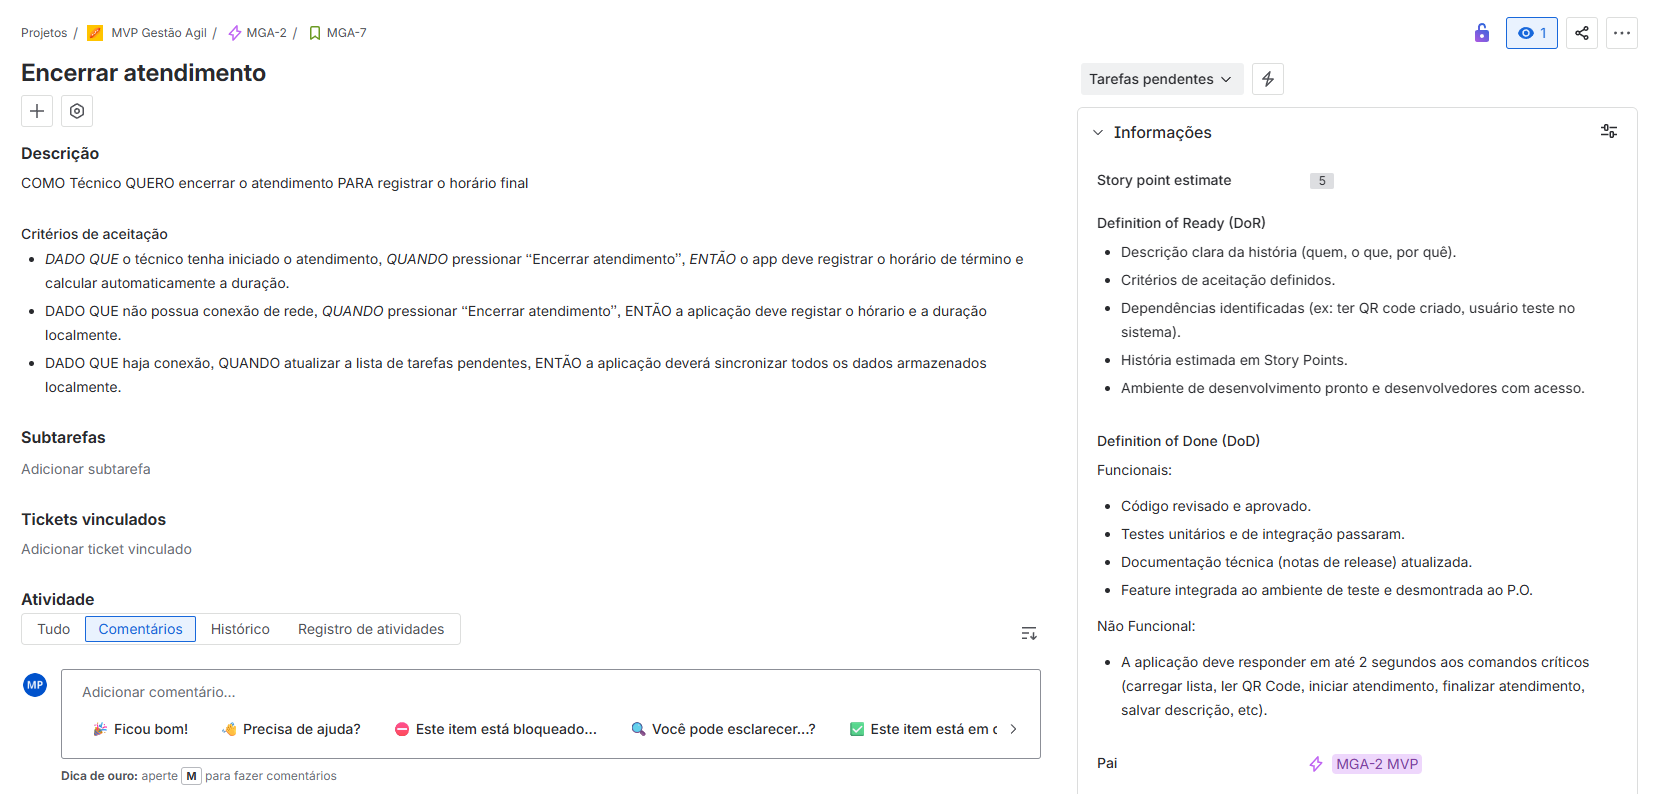 Projetos / MVP Gestão Agil / MGA-2 / MGA-7
1
Encerrar atendimento
Tarefas pendentes
Descrição
COMO Técnico QUERO encerrar o atendimento PARA registrar o horário final
Critérios de aceitação
DADO QUE o técnico tenha iniciado o atendimento, QUANDO pressionar “Encerrar atendimento”, ENTÃO o app deve registrar o horário de término e
calcular automaticamente a duração.
DADO QUE não possua conexão de rede, QUANDO pressionar “Encerrar atendimento”, ENTÃO a aplicação deve registar o hórario e a duração
localmente.
DADO QUE haja conexão, QUANDO atualizar a lista de tarefas pendentes, ENTÃO a aplicação deverá sincronizar todos os dados armazenados
localmente.
Subtarefas
Adicionar subtarefa
Tickets vinculados
Adicionar ticket vinculado
Atividade
Tudo Comentários Histórico Registro de atividades
MP
Adicionar comentário...
Ficou bom! Precisa de ajuda? Este item está bloqueado... Você pode esclarecer...? Este item está em
Dica de ouro: aperte M para fazer comentários
Informações
Story point estimate 5
Definition of Ready (DoR)
Descrição clara da história (quem, o que, por quê).
Critérios de aceitação definidos.
Dependências identificadas (ex: ter QR code criado, usuário teste no
sistema).
História estimada em Story Points.
Ambiente de desenvolvimento pronto e desenvolvedores com acesso.
Definition of Done (DoD)
Funcionais:
Código revisado e aprovado.
Testes unitários e de integração passaram.
Documentação técnica (notas de release) atualizada.
Feature integrada ao ambiente de teste e desmontrada ao P.O.
Não Funcional:
A aplicação deve responder em até 2 segundos aos comandos críticos
(carregar lista, ler QR Code, iniciar atendimento, finalizar atendimento,
salvar descrição, etc).
Pai MGA-2 MVP